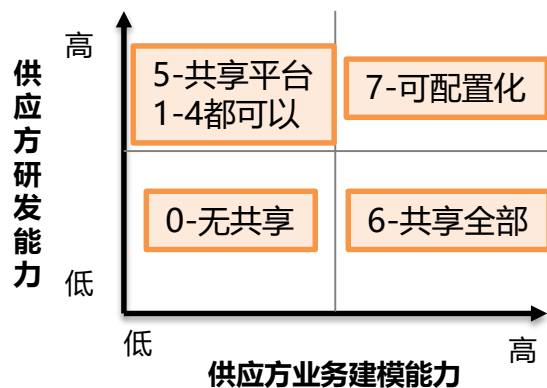 供应方研发能力
高
低
5-共享平台
1-4都可以
7-可配置化
0-无共享
6-共享全部
低
高
供应方业务建模能力